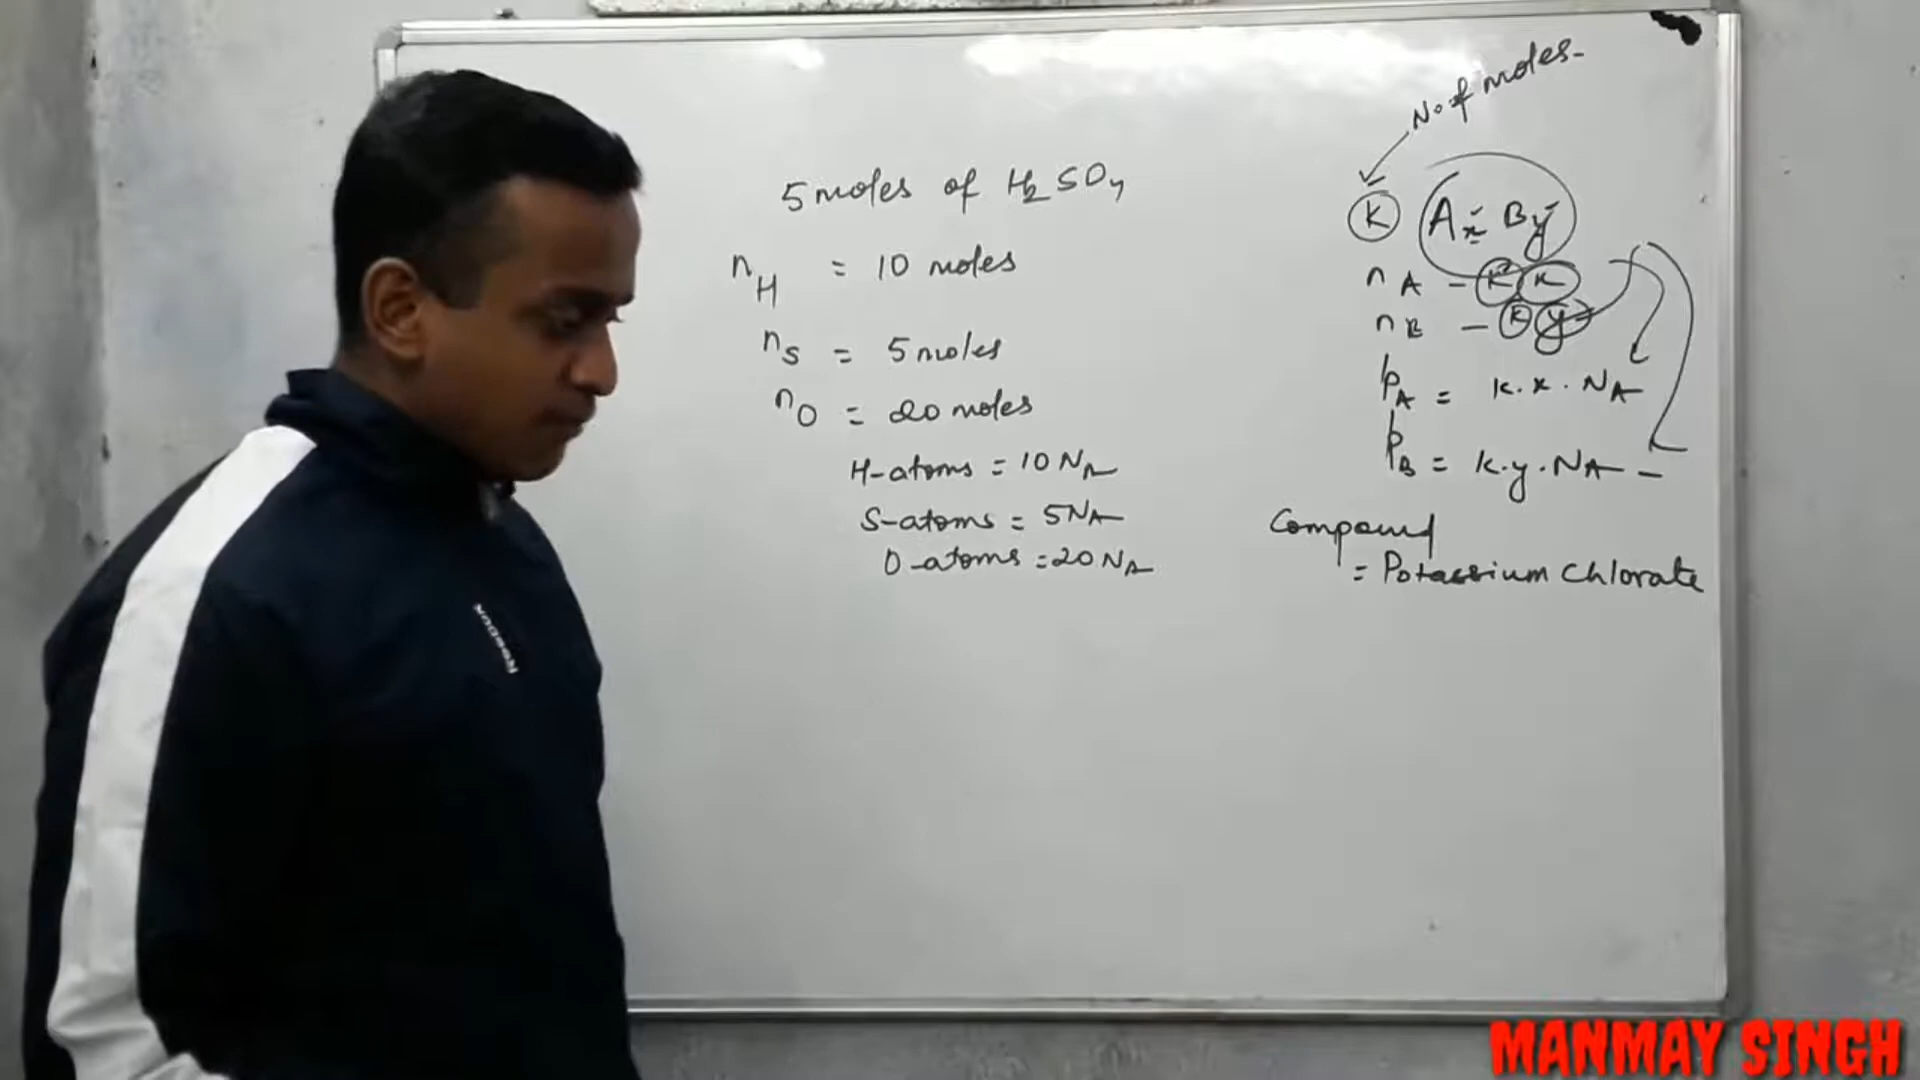 5 moles of H2SO4
nH = 10 moles
nS = 5 moles
nO = 20 moles
H-atoms = 10 NA
S-atoms = 5NA
O-atoms = 20 NA
No. of moles-
K Ax By
nA - K x
nB - K y
pA = k.x.NA
pB = k.y.NA -
Compound
= Potassium Chlorate
Reebok
MANMAY SINGH